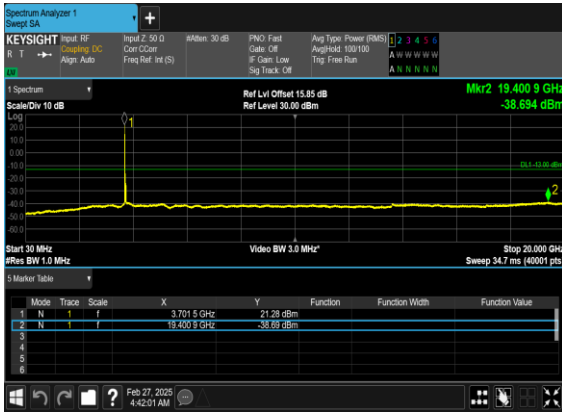 Spectrum Analyzer 1
Swept SA
+
KEYSIGHT
R T
Input: RF
Coupling: DC
Align: Auto
Input Z: 50 Ω
Corr CCorr
Freq Ref: Int (S)
#Atten: 30 dB
PNO: Fast
Gate: Off
IF Gain: Low
Sig Track: Off
Avg Type: Power (RMS)
Avg|Hold: 100/100
Trig: Free Run
1 2 3 4 5 6
A W W W W W
A N N N N N
1 Spectrum
Scale/Div 10 dB
Ref Lvl Offset 15.85 dB
Ref Level 30.00 dBm
Mkr2 19.400 9 GHz
-38.694 dBm
Log
20.0
10.0
0.00
-10.0
-20.0
-30.0
-40.0
-50.0
-60.0
1
DL1 -13.00 dBm
2
Start 30 MHz
#Res BW 1.0 MHz
Video BW 3.0 MHz*
Stop 20.000 GHz
Sweep 34.7 ms (40001 pts)
5 Marker Table
Mode Trace Scale X Y Function Function Width Function Value
1 N 1 f 3.701 5 GHz 21.28 dBm
2 N 1 f 19.400 9 GHz -38.69 dBm
3
4
5
6
?
Feb 27, 2025
4:42:01 AM